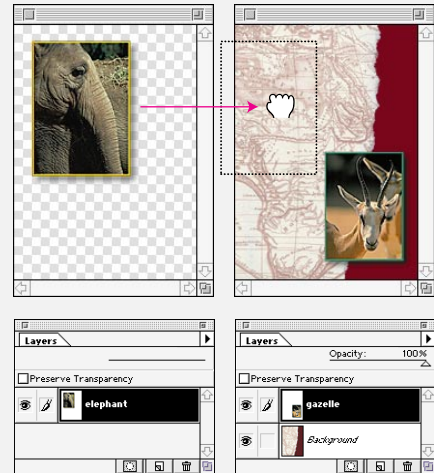 Layers
Preserve Transparency
elephant
Layers
Opacity: 100%
Preserve Transparency
gazelle
Background